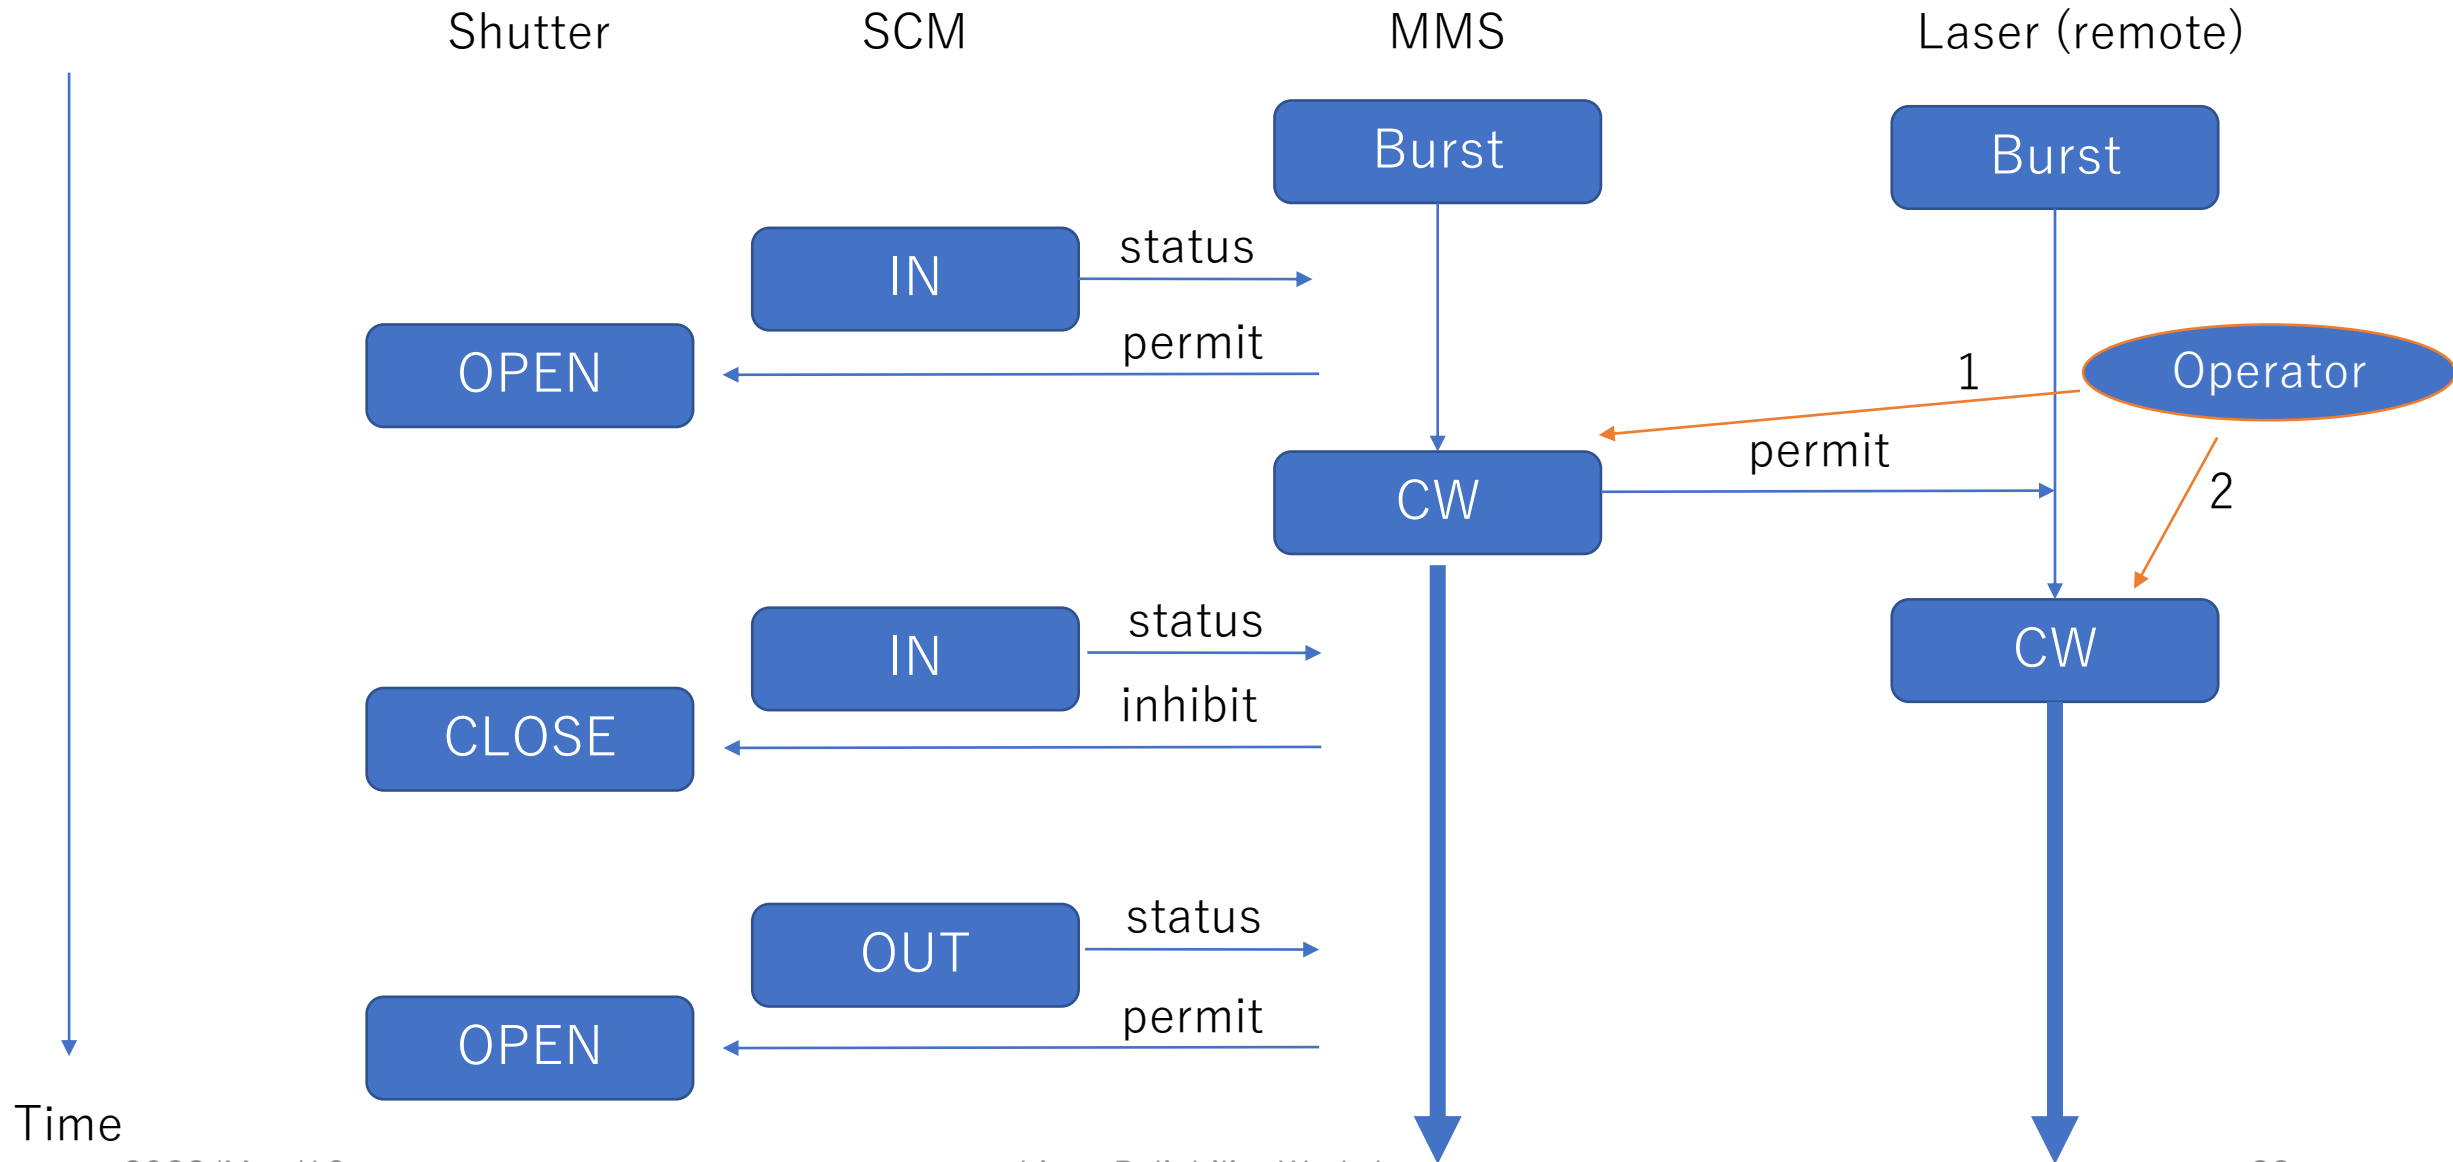 Shutter SCM MMS Laser (remote)
Burst
Burst
status
IN
permit
OPEN
Operator
1
permit
2
CW
status
IN
CW
inhibit
CLOSE
status
OUT
permit
OPEN
Time